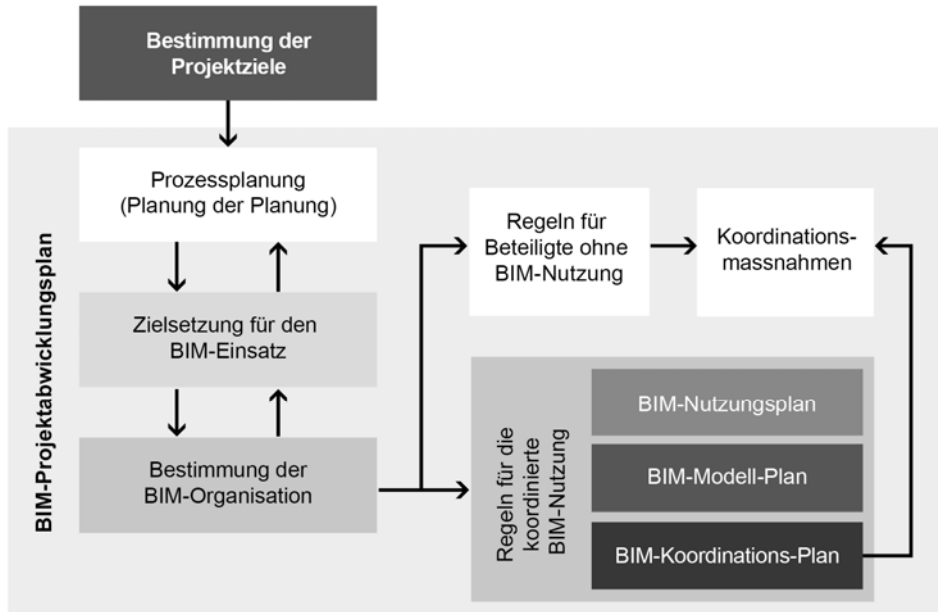 Bestimmung der
Projektziele
BIM-Projektabwicklungsplan
Prozessplanung
(Planung der Planung)
Zielsetzung für den
BIM-Einsatz
Bestimmung der
BIM-Organisation
Regeln für
Beteiligte ohne
BIM-Nutzung
Koordinations-
massnahmen
Regeln für die
koordinierte
BIM-Nutzung
BIM-Nutzungsplan
BIM-Modell-Plan
BIM-Koordinations-Plan